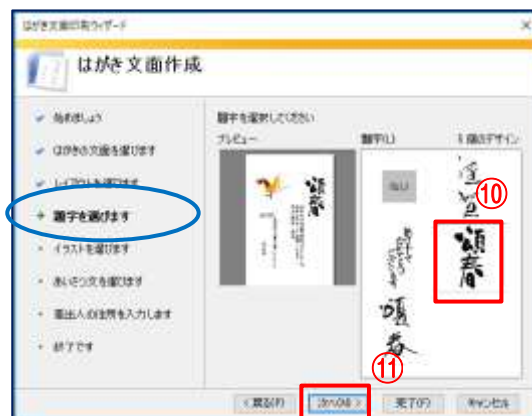 はがき文面印刷ウィザード
はがき文面作成
始めましょう
はがきの文面を選びます
レイアウトを選びます
題字を選びます
イラストを選びます
あいさつ文を選びます
差出人の住所を入力します
終了です
題字を選択してください
プレビュー
題字(L)
なし
頌春
頌春
頌春
⑩
⑪
< 戻る(P)
次へ(N) >
完了(F)
キャンセル